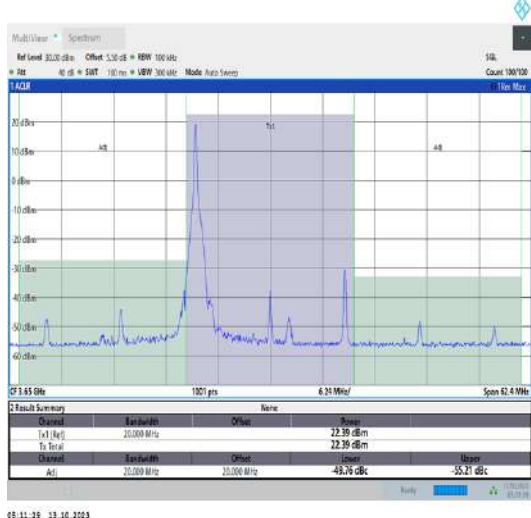 MultiView Spectrum
Ref Level 30.00 dBm Offset 5.50 dB RBW 100 kHz SGL
Att 40 dB SWT 100 ms VBW 300 kHz Mode Auto Sweep Count 100/100
1 ACLR 1Rm Max
Tx1
20 dBm
Adj Adj
10 dBm
0 dBm
-10 dBm
-20 dBm
-30 dBm
-40 dBm
-50 dBm
-60 dBm
CF 3.65 GHz 1001 pts 6.24 MHz/ Span 62.4 MHz
2 Result Summary None
Channel Bandwidth Offset Power
Tx1 (Ref) 20.000 MHz 22.39 dBm
Tx Total 22.39 dBm
Channel Bandwidth Offset Lower Upper
Adj 20.000 MHz 20.000 MHz -49.76 dBc -55.21 dBc
Ready
05:11:29 13.10.2023